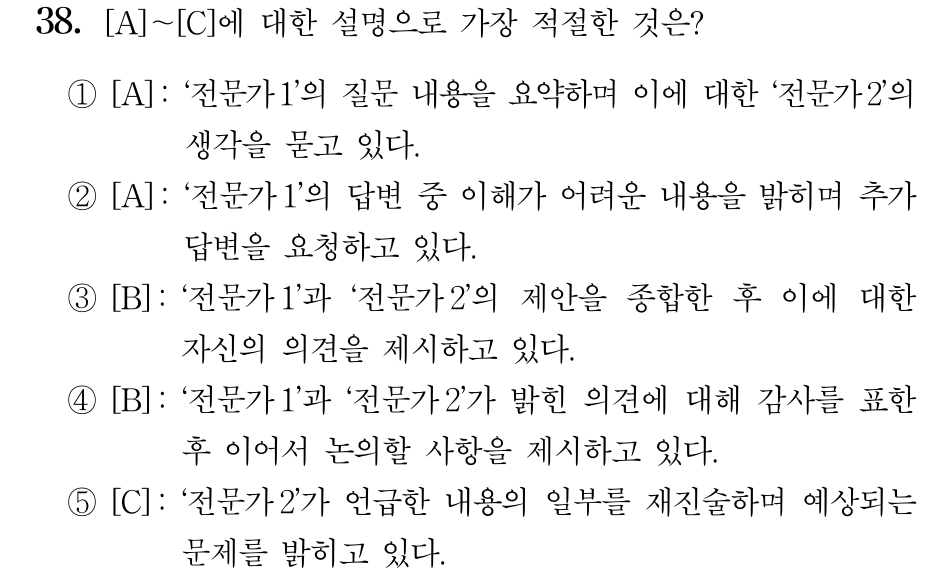 38. [A]~[C]에 대한 설명으로 가장 적절한 것은?
① [A]: ‘전문가 1’의 질문 내용을 요약하며 이에 대한 ‘전문가 2’의
생각을 묻고 있다.
② [A]: ‘전문가 1’의 답변 중 이해가 어려운 내용을 밝히며 추가
답변을 요청하고 있다.
③ [B]: ‘전문가 1’과 ‘전문가 2’의 제안을 종합한 후 이에 대한
자신의 의견을 제시하고 있다.
④ [B]: ‘전문가 1’과 ‘전문가 2’가 밝힌 의견에 대해 감사를 표한
후 이어서 논의할 사항을 제시하고 있다.
⑤ [C]: ‘전문가 2’가 언급한 내용의 일부를 재진술하며 예상되는
문제를 밝히고 있다.